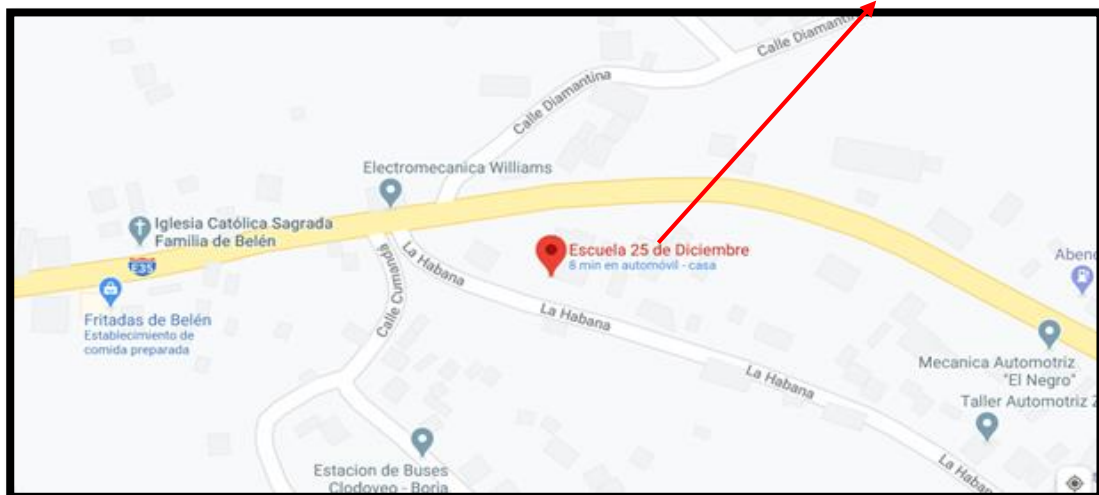 Calle Diamantina
Calle Diamantina
Electromecanica Williams
Iglesia Católica Sagrada
Familia de Belén
E35
La Habana
Escuela 25 de Diciembre
8 min en automóvil - casa
Fritadas de Belén
Establecimiento de
comida preparada
Calle Cumanda
La Habana
La Habana
Mecanica Automotriz
"El Negro"
Taller Automotriz
Estacion de Buses
Clodoveo - Borja
La Habana